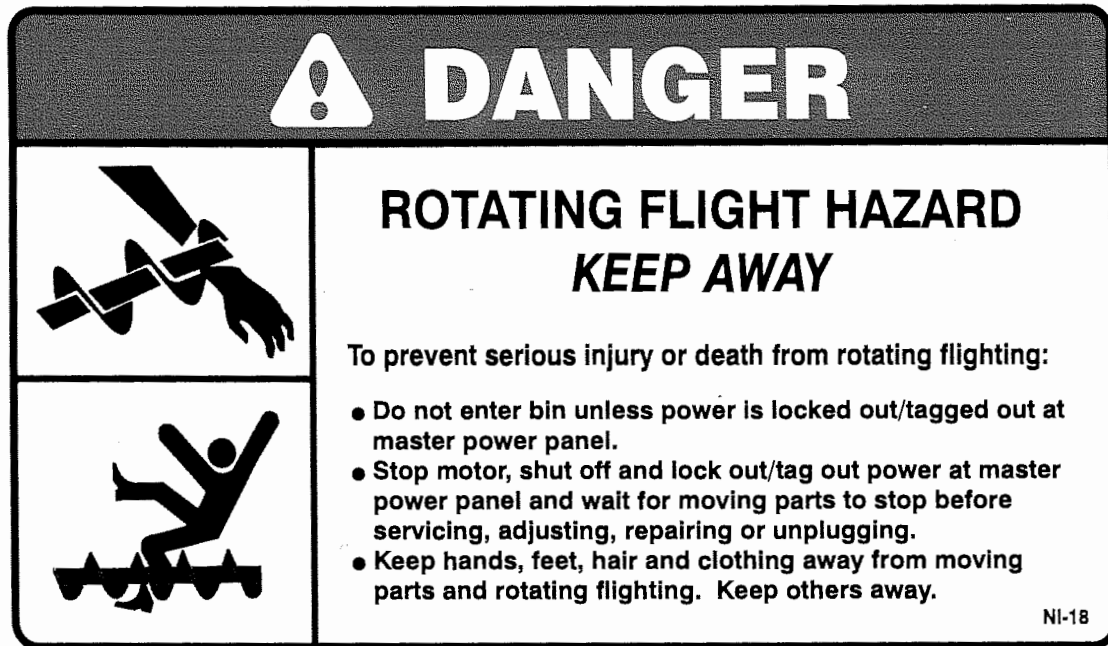 DANGER
ROTATING FLIGHT HAZARD
KEEP AWAY
To prevent serious injury or death from rotating flighting:
● Do not enter bin unless power is locked out/tagged out at
master power panel.
● Stop motor, shut off and lock out/tag out power at master
power panel and wait for moving parts to stop before
servicing, adjusting, repairing or unplugging.
● Keep hands, feet, hair and clothing away from moving
parts and rotating flighting. Keep others away.
NI-18